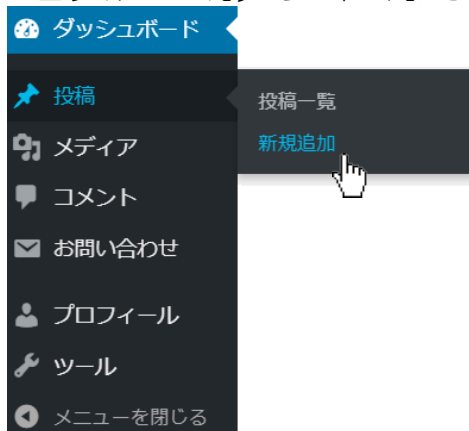 ダッシュボード
投稿
投稿一覧
新規追加
メディア
コメント
お問い合わせ
プロフィール
ツール
メニューを閉じる